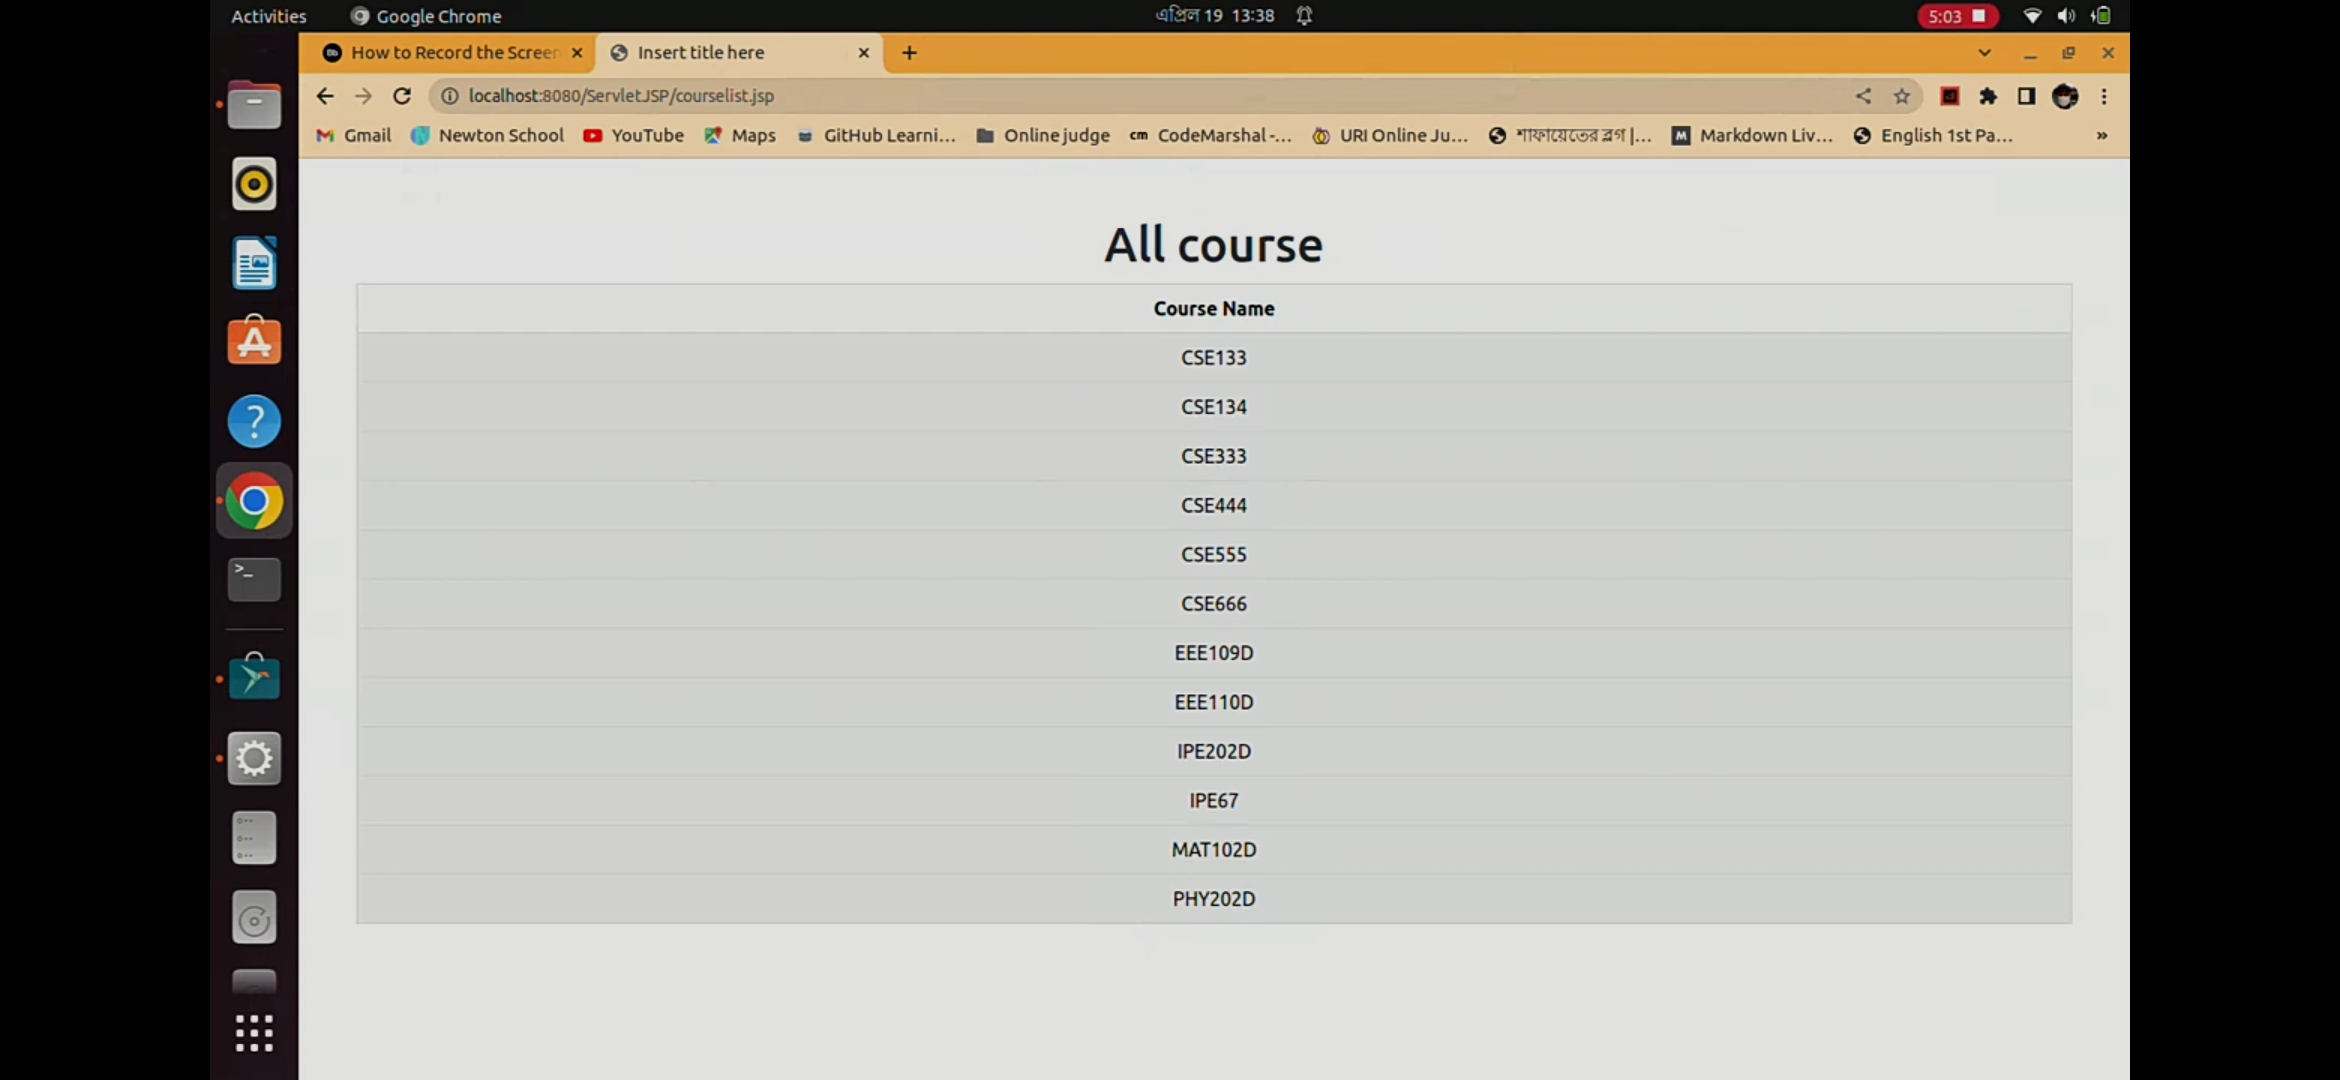 Activities Google Chrome এপ্রিল 19 13:38 5:03
How to Record the Screen Insert title here
localhost:8080/ServletJSP/courselist.jsp
Gmail Newton School YouTube Maps GitHub Learni... Online judge cm CodeMarshal -... URI Online Ju... শাফায়েতের ব্লগ |... M Markdown Liv... English 1st Pa... »
All course
Course Name
CSE133
CSE134
CSE333
CSE444
CSE555
CSE666
EEE109D
EEE110D
IPE202D
IPE67
MAT102D
PHY202D